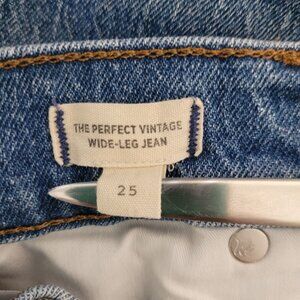 THE PERFECT VINTAGE
WIDE-LEG JEAN
25